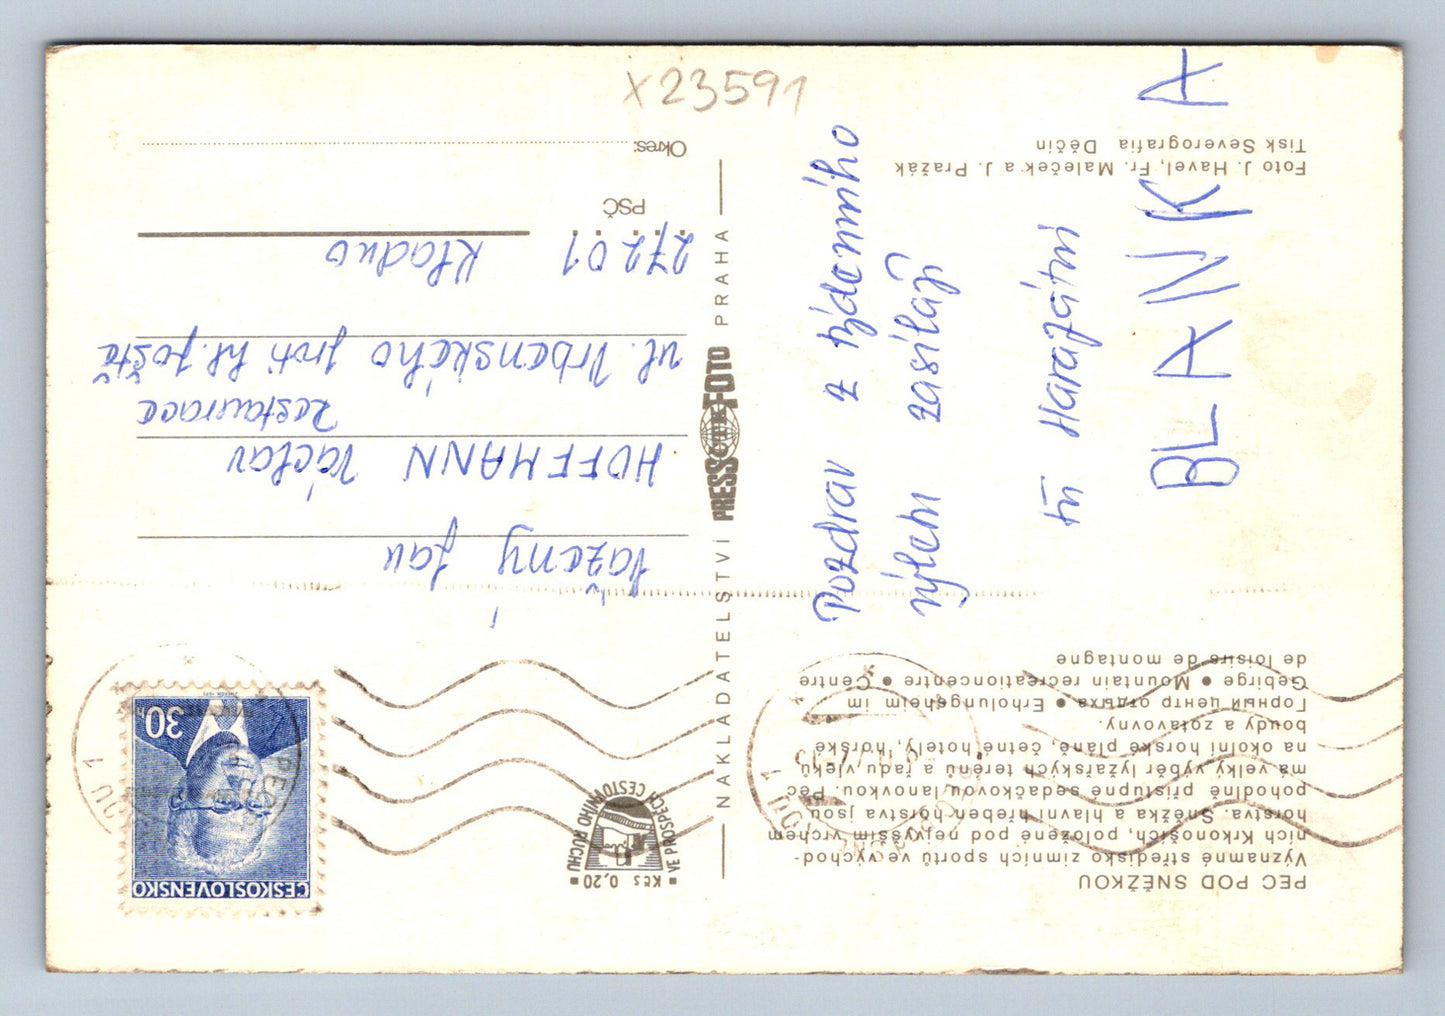 X23591
PEC POD SNĚŽKOU
Významné středisko zimních sportů ve východ-
ních Krkonoších, položené pod nejvyšším vrchem
horstva. Sněžka a hlavní hřeben horstva jsou
pohodlně přístupné sedačkovou lanovkou. Pec
má velký výběr lyžařských terénů a řadu vleků,
na okolní horské pláně, četné hotely, horské
boudy a zotavovny.
Горный центр отдыха ● Erholungsheim im
Gebirge ● Mountain recreationcentre ● Centre
de loisirs de montagne
Pozdrav z týdenního
výletu zasílají
tři
BLANKA
Foto J. Havel, Fr. Maleček a J. Pražák
Tisk Severografia Děčín
NAKLADATELSTVÍ PRESSFOTO PRAHA
ČTK
Kčs 0,20
VE PROSPĚCH CESTOVNÍHO RUCHU
ČESKOSLOVENSKO
30
PEC
Vážený pan
HOFFMANN Václav
restaurace
ul. Vrbenského proti hl. poště
272 01 Kladno
PSČ
Okres: